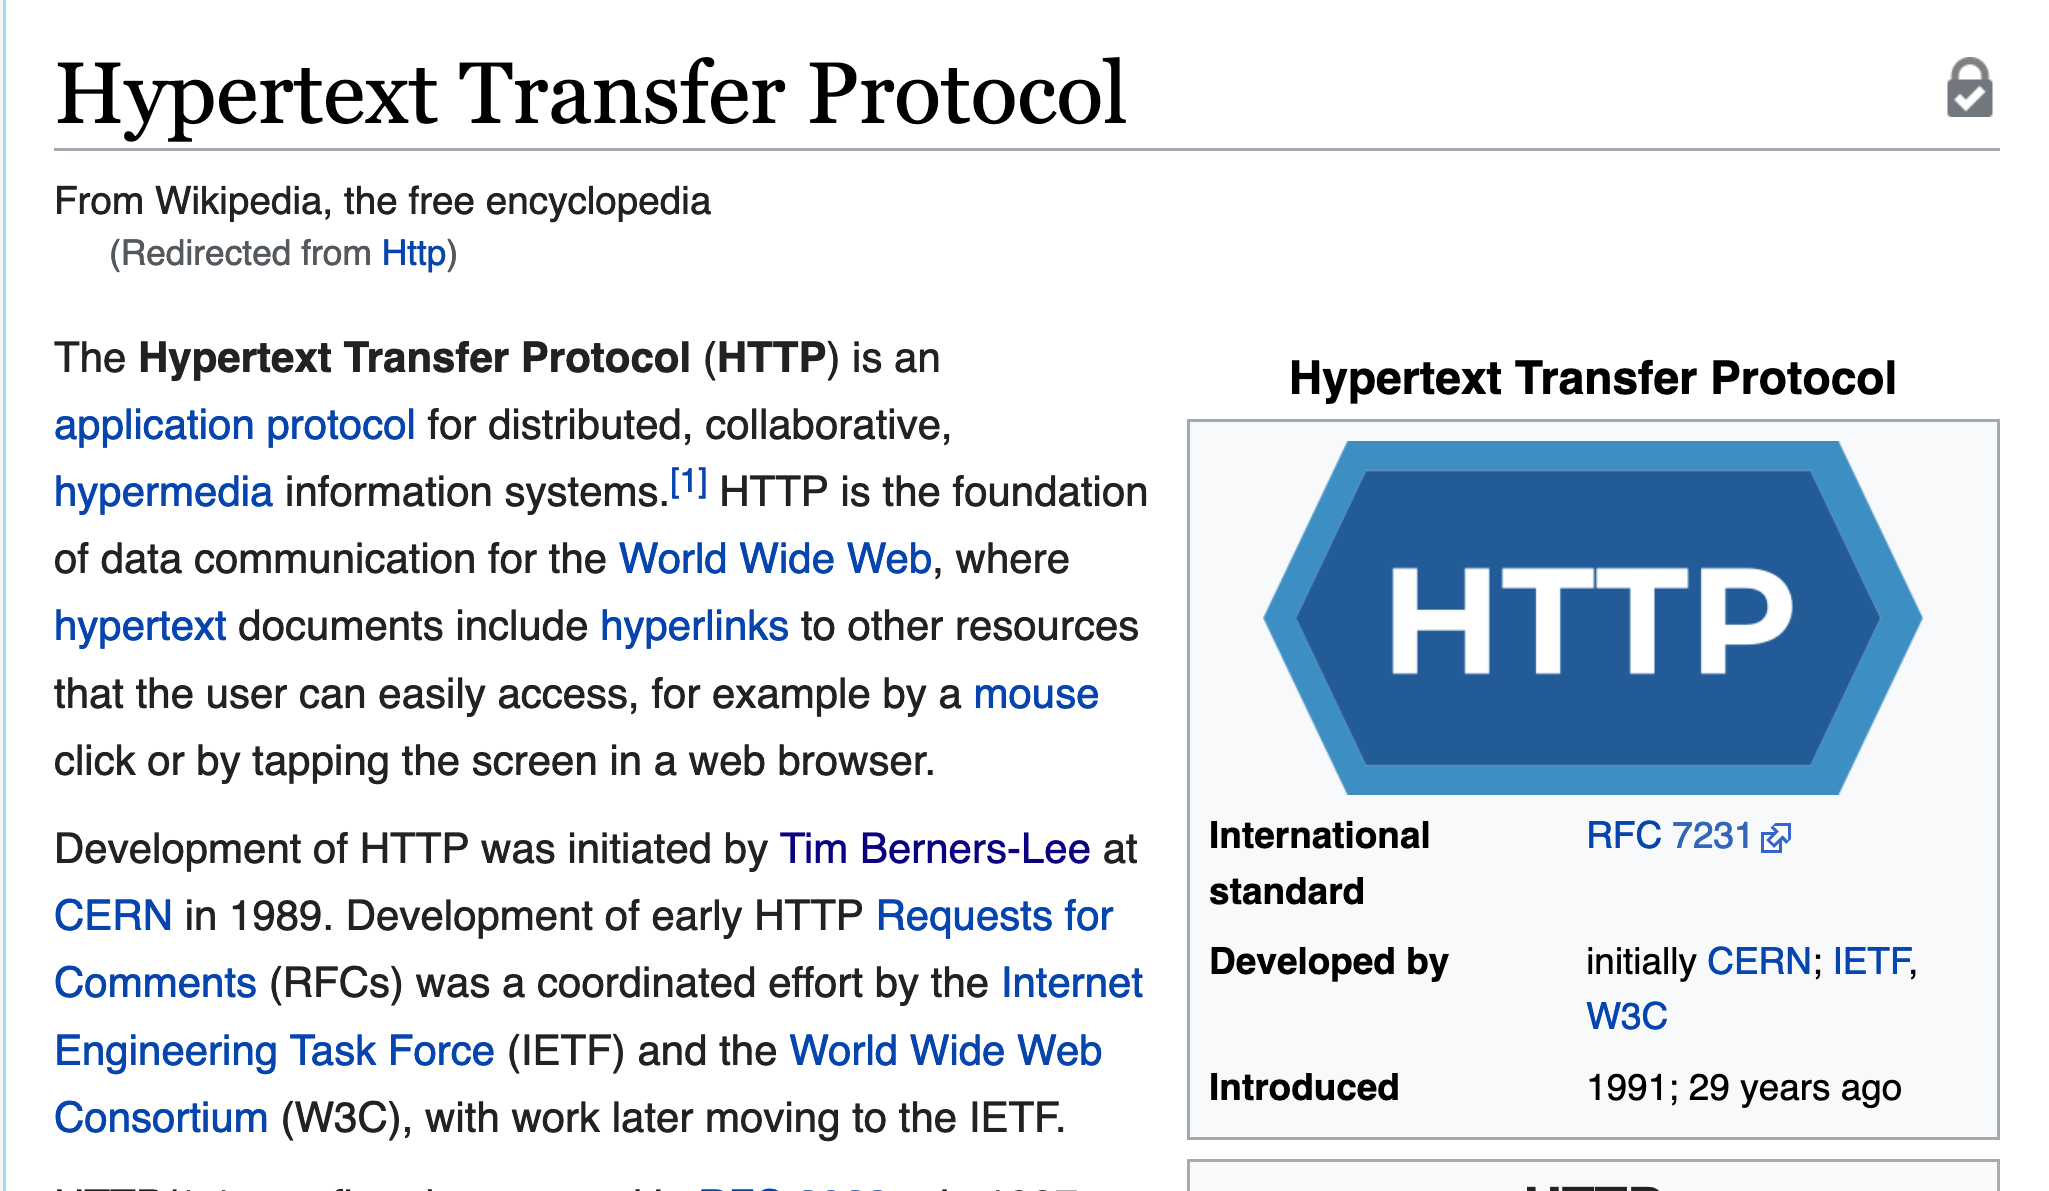 Hypertext Transfer Protocol
From Wikipedia, the free encyclopedia
(Redirected from Http)
The Hypertext Transfer Protocol (HTTP) is an
application protocol for distributed, collaborative,
hypermedia information systems.[1] HTTP is the foundation
of data communication for the World Wide Web, where
hypertext documents include hyperlinks to other resources
that the user can easily access, for example by a mouse
click or by tapping the screen in a web browser.
Development of HTTP was initiated by Tim Berners-Lee at
CERN in 1989. Development of early HTTP Requests for
Comments (RFCs) was a coordinated effort by the Internet
Engineering Task Force (IETF) and the World Wide Web
Consortium (W3C), with work later moving to the IETF.
Hypertext Transfer Protocol
HTTP
International RFC 7231
standard
Developed by initially CERN; IETF,
W3C
Introduced 1991; 29 years ago
HTTP